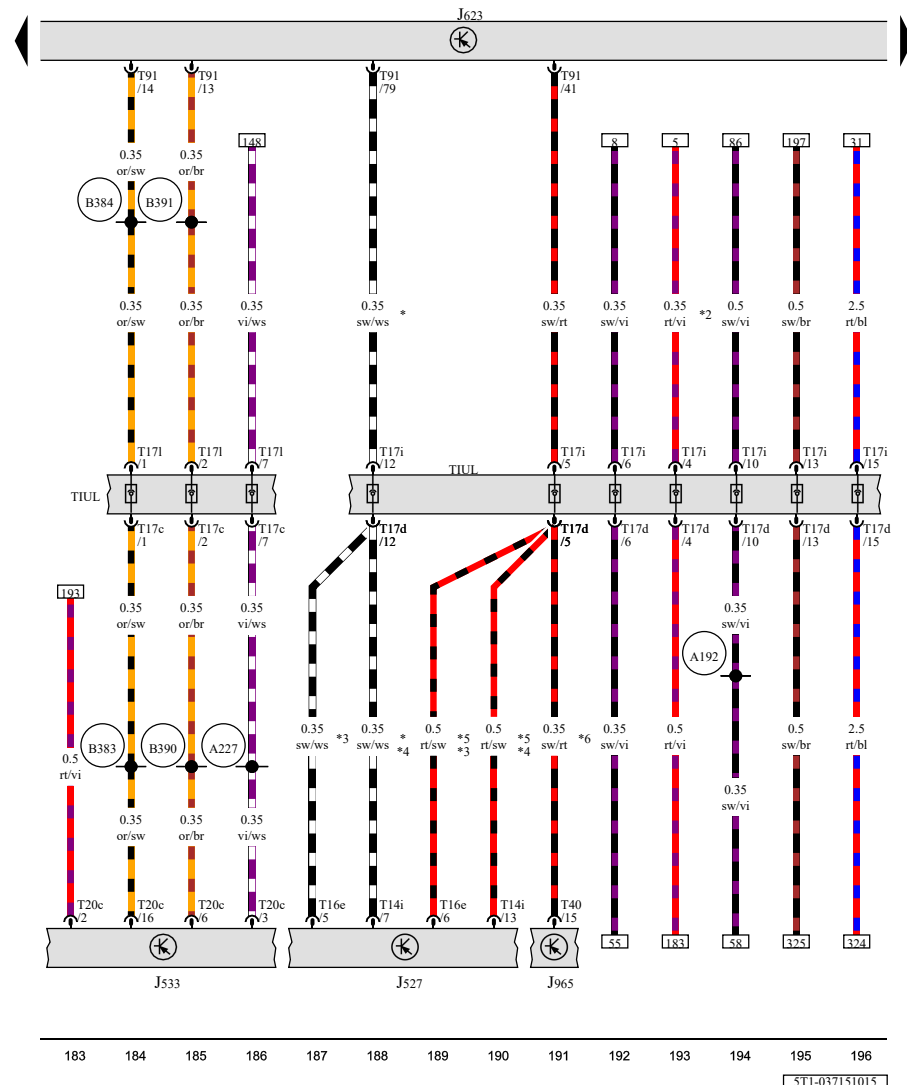 J623
T91 T91 T91 T91
/14 /13 /79 /41
148 8 5 86 197 31
0.35 0.35
or/sw or/br
B384 B391
0.35 0.35 0.35 0.35 0.35 0.35 0.35 0.5 0.5 2.5
or/sw or/br vi/ws sw/ws * sw/rt sw/vi rt/vi *2 sw/vi sw/br rt/bl
T17l T17l T17l T17i T17i T17i T17i T17i T17i T17i
/1 /2 /7 /12 /5 /6 /4 /10 /13 /15
TIUL
TIUL
T17c T17c T17c T17d T17d T17d T17d T17d T17d T17d
/1 /2 /7 /12 /5 /6 /4 /10 /13 /15
193
0.35 0.35 0.35 0.35
or/sw or/br vi/ws sw/vi
A192
B383 B390 A227
0.5 0.35 0.35 0.5 0.5 0.35 0.35 0.5 0.5 2.5
rt/vi sw/ws *3 sw/ws * *4 rt/sw *5 *3 rt/sw *5 *4 sw/rt *6 sw/vi rt/vi sw/br rt/bl
0.35
sw/vi
0.35 0.35 0.35
or/sw or/br vi/ws
T20c T20c T20c T20c T16e T14i T16e T14i T40
/2 /16 /6 /3 /5 /7 /6 /13 /15
55 183 58 325 324
J533 J527 J965
183 184 185 186 187 188 189 190 191 192 193 194 195 196
5T1-037151015